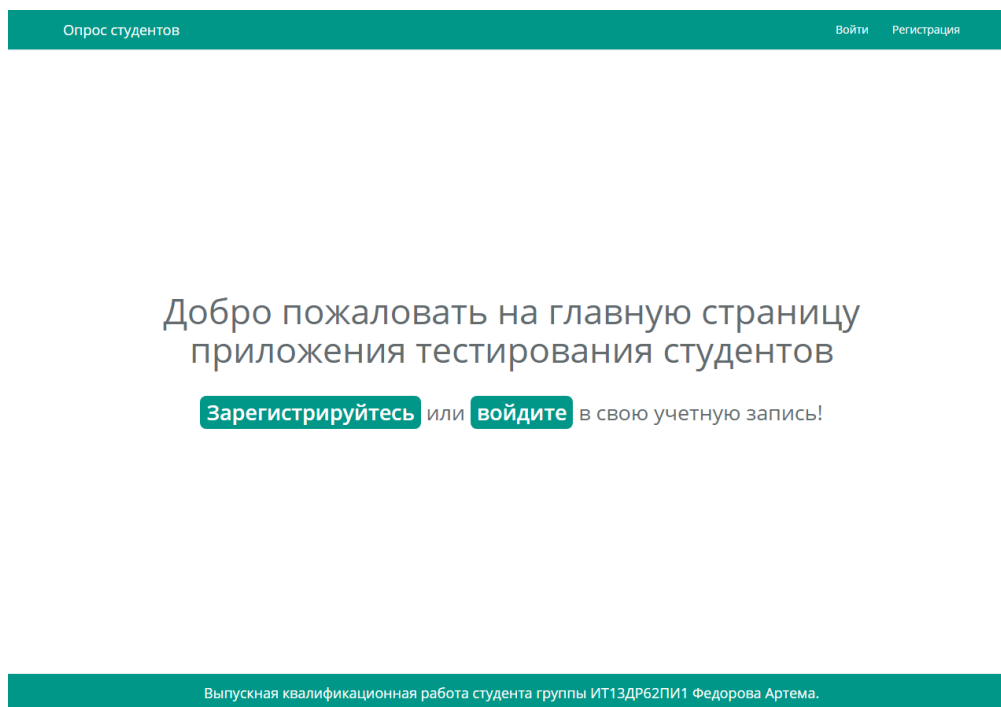 Опрос студентов
Войти Регистрация
Добро пожаловать на главную страницу
приложения тестирования студентов
Зарегистрируйтесь или войдите в свою учетную запись!
Выпускная квалификационная работа студента группы ИТ13ДР62ПИ1 Федорова Артема.